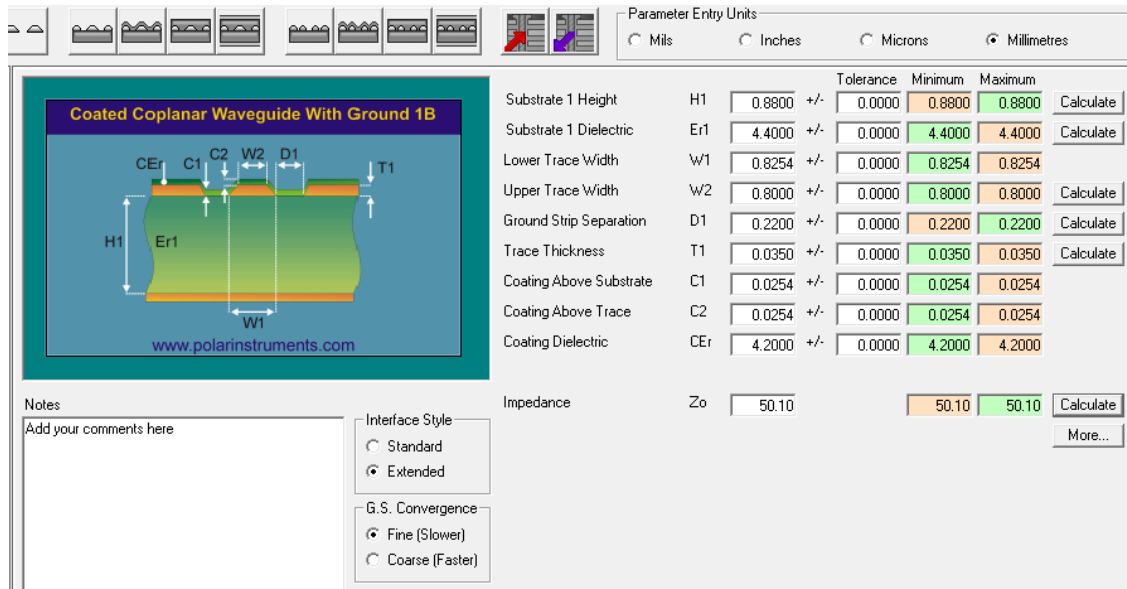 Parameter Entry Units
Mils Inches Microns Millimetres
Tolerance Minimum Maximum
Coated Coplanar Waveguide With Ground 1B
CEr C1 C2 W2 D1 T1
H1 Er1
W1
www.polarinstruments.com
Substrate 1 Height H1 0.8800 +/- 0.0000 0.8800 0.8800 Calculate
Substrate 1 Dielectric Er1 4.4000 +/- 0.0000 4.4000 4.4000 Calculate
Lower Trace Width W1 0.8254 +/- 0.0000 0.8254 0.8254
Upper Trace Width W2 0.8000 +/- 0.0000 0.8000 0.8000 Calculate
Ground Strip Separation D1 0.2200 +/- 0.0000 0.2200 0.2200 Calculate
Trace Thickness T1 0.0350 +/- 0.0000 0.0350 0.0350 Calculate
Coating Above Substrate C1 0.0254 +/- 0.0000 0.0254 0.0254
Coating Above Trace C2 0.0254 +/- 0.0000 0.0254 0.0254
Coating Dielectric CEr 4.2000 +/- 0.0000 4.2000 4.2000
Impedance Zo 50.10 50.10 50.10 Calculate
More...
Notes
Add your comments here
Interface Style
Standard
Extended
G.S. Convergence
Fine (Slower)
Coarse (Faster)